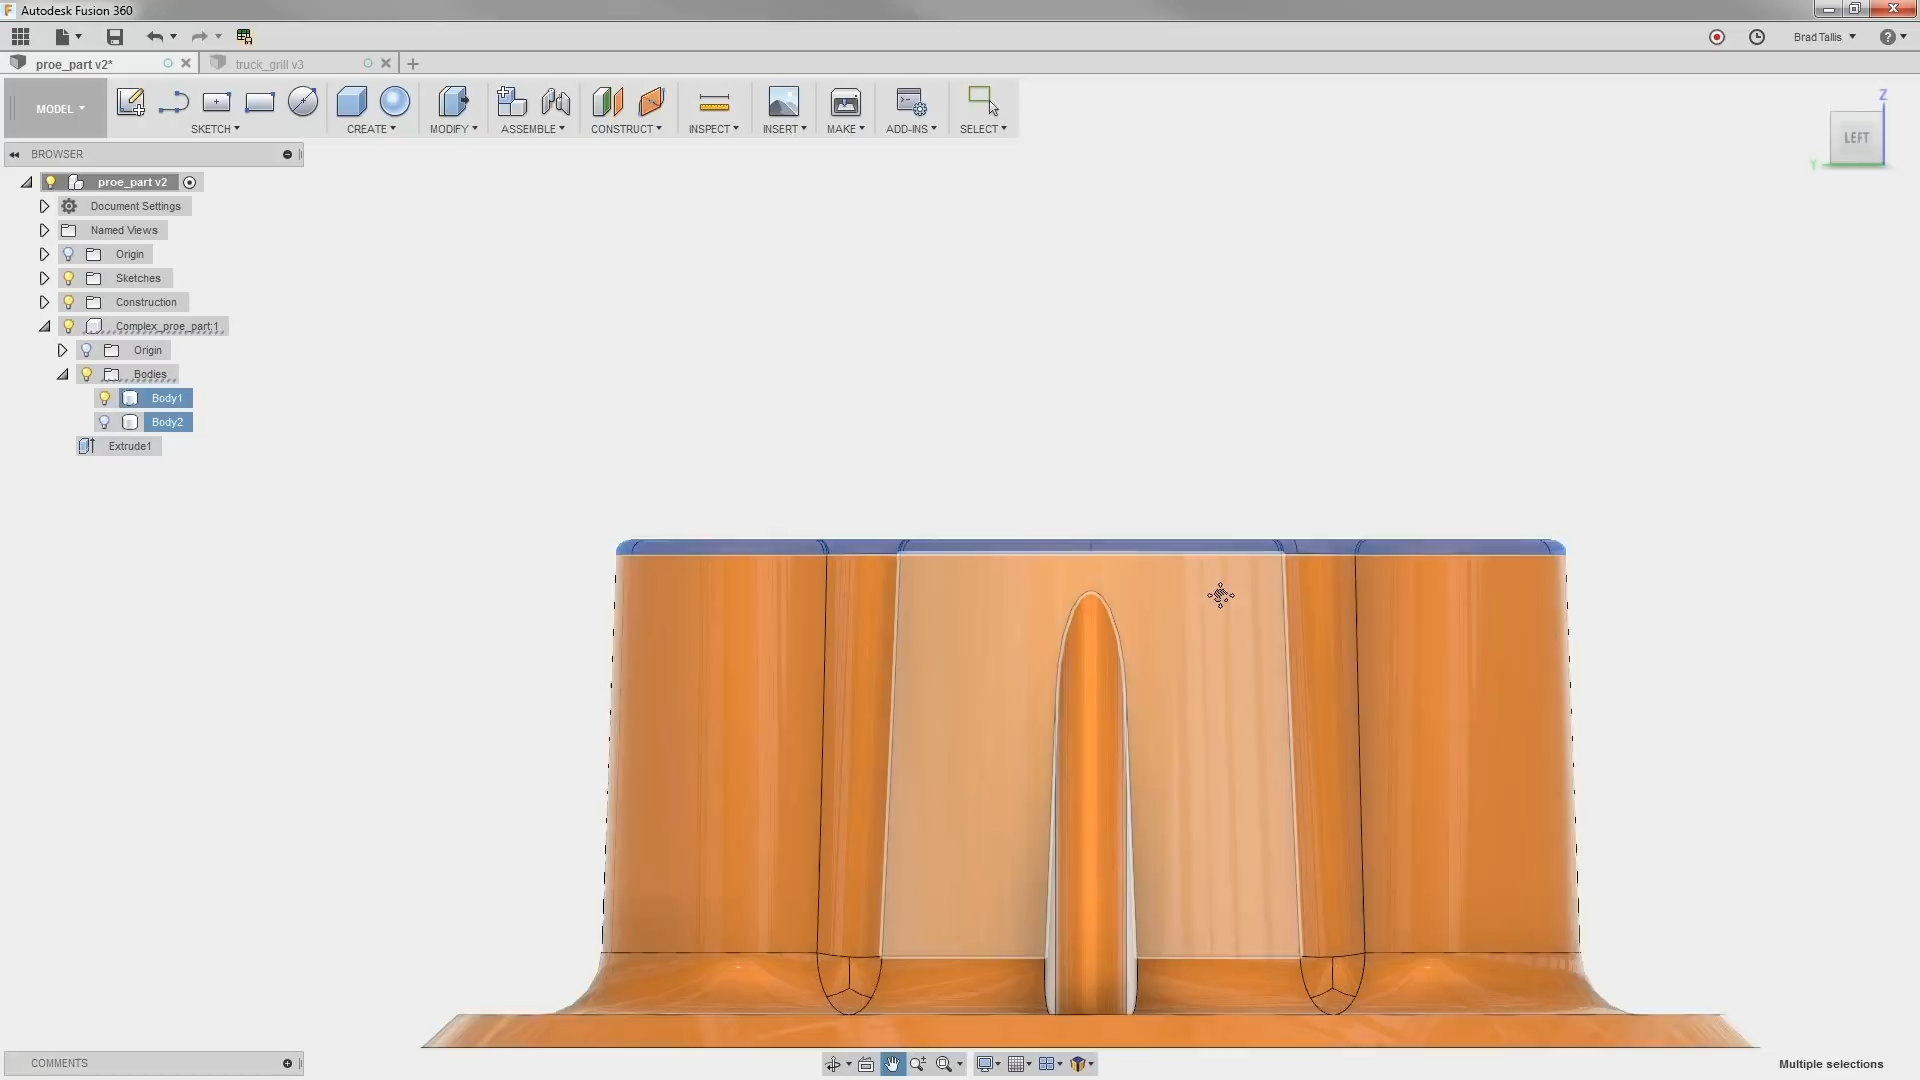 Autodesk Fusion 360
Brad Tallis
proe_part v2*
truck_grill v3
MODEL
SKETCH
CREATE
MODIFY
ASSEMBLE
CONSTRUCT
INSPECT
INSERT
MAKE
ADD-INS
SELECT
Z
LEFT
Y
BROWSER
proe_part v2
Document Settings
Named Views
Origin
Sketches
Construction
Complex_proe_part:1
Origin
Bodies
Body1
Body2
Extrude1
COMMENTS
Multiple selections